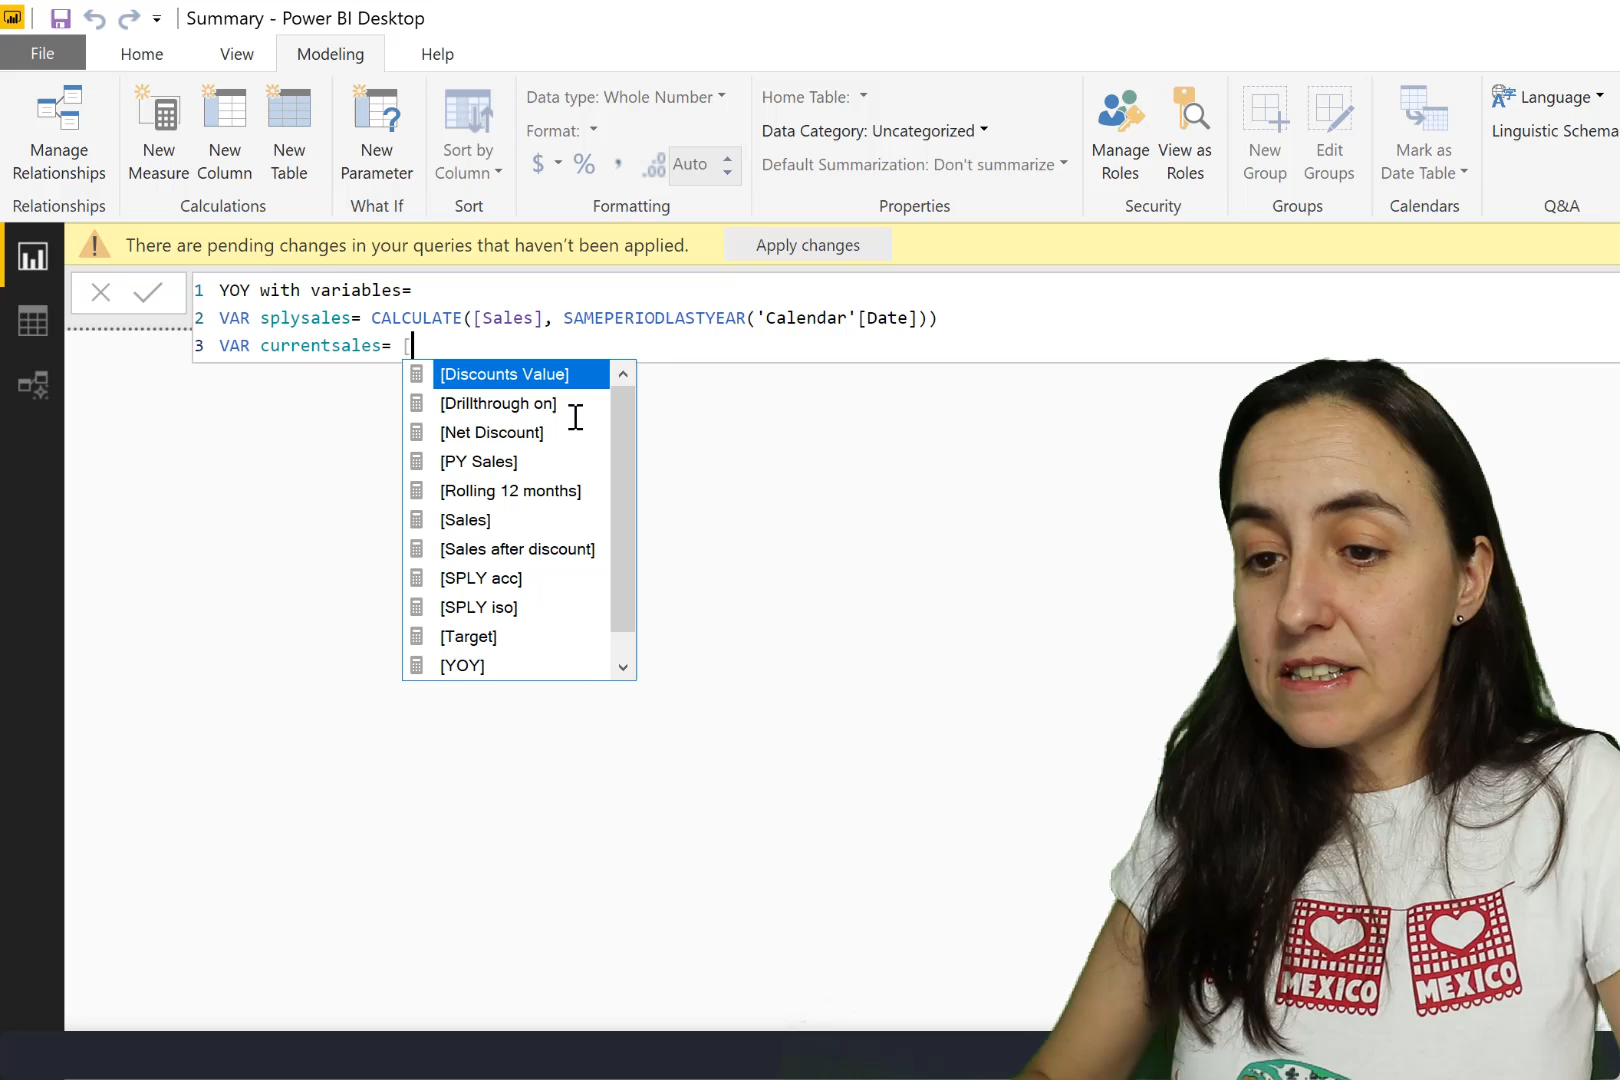 Summary - Power BI Desktop
File Home View Modeling Help
Manage Relationships
Relationships
New Measure
New Column
New Table
Calculations
New Parameter
What If
Sort by Column
Sort
Data type: Whole Number
Format:
$ % , .00 Auto
Formatting
Home Table:
Data Category: Uncategorized
Default Summarization: Don't summarize
Properties
Manage Roles
View as Roles
Security
New Group
Edit Groups
Groups
Mark as Date Table
Calendars
Language
Linguistic Schema
Q&A
There are pending changes in your queries that haven't been applied. Apply changes
1 YOY with variables=
2 VAR splysales= CALCULATE([Sales], SAMEPERIODLASTYEAR('Calendar'[Date]))
3 VAR currentsales= [
[Discounts Value]
[Drillthrough on]
[Net Discount]
[PY Sales]
[Rolling 12 months]
[Sales]
[Sales after discount]
[SPLY acc]
[SPLY iso]
[Target]
[YOY]
MEXICO MEXICO